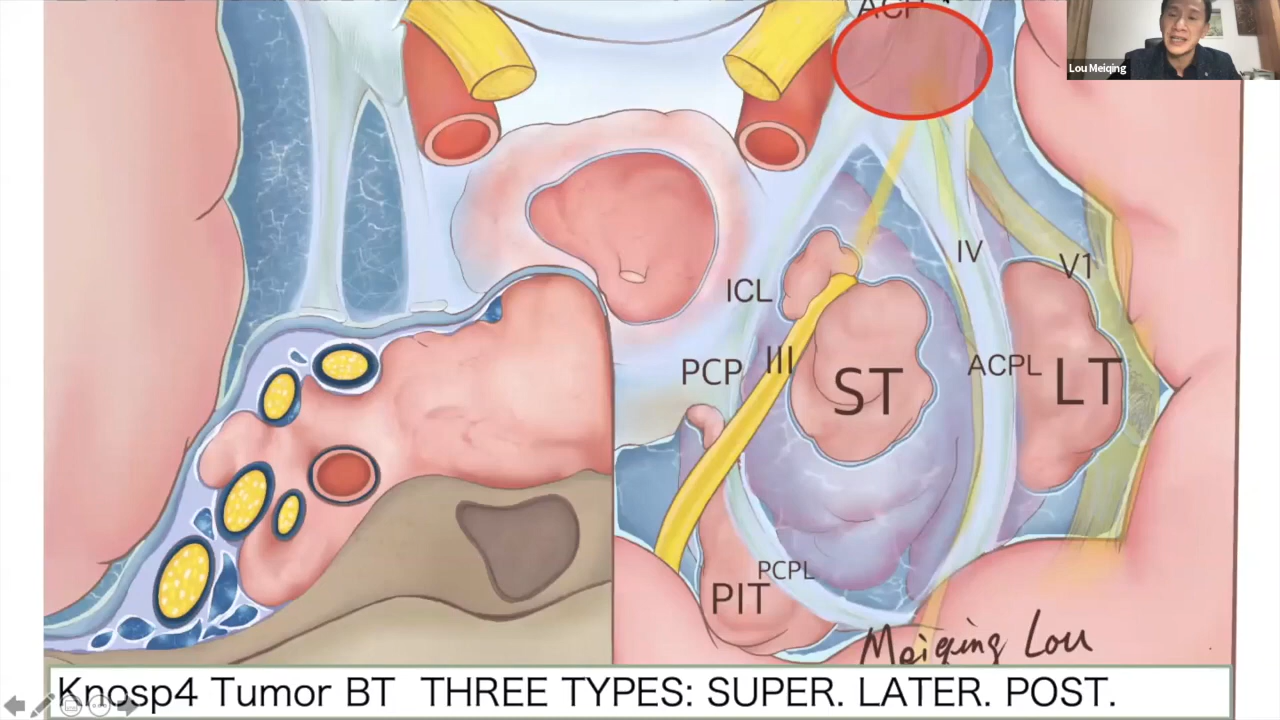 ACP
Lou Meiqing
IV
V1
ICL
PCP
III
ACPL
ST
LT
PCPL
PIT
Meiqing Lou
Knosp4 Tumor BT THREE TYPES: SUPER. LATER. POST.